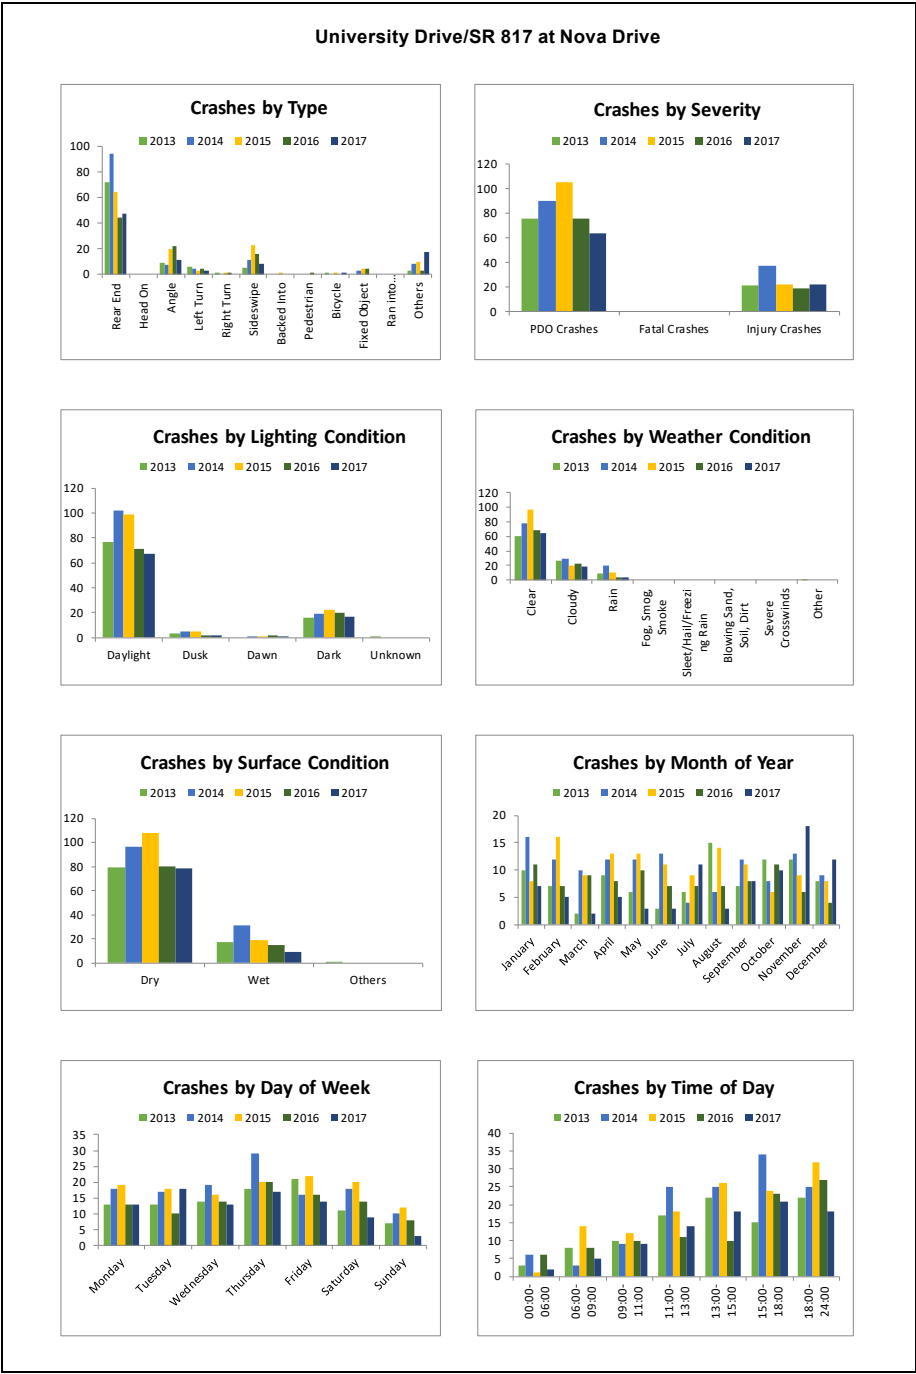 University Drive/SR 817 at Nova Drive
Crashes by Type
2013 2014 2015 2016 2017
100
80
60
40
20
0
Rear End
Head On
Angle
Left Turn
Right Turn
Sideswipe
Backed Into
Pedestrian
Bicycle
Fixed Object
Ran into...
Others
Crashes by Severity
2013 2014 2015 2016 2017
120
100
80
60
40
20
0
PDO Crashes Fatal Crashes Injury Crashes
Crashes by Lighting Condition
2013 2014 2015 2016 2017
120
100
80
60
40
20
0
Daylight Dusk Dawn Dark Unknown
Crashes by Weather Condition
2013 2014 2015 2016 2017
120
100
80
60
40
20
0
Clear
Cloudy
Rain
Fog, Smog,
Smoke
Sleet/Hail/Freezi
ng Rain
Blowing Sand,
Soil, Dirt
Severe
Crosswinds
Other
Crashes by Surface Condition
2013 2014 2015 2016 2017
120
100
80
60
40
20
0
Dry Wet Others
Crashes by Month of Year
2013 2014 2015 2016 2017
20
15
10
5
0
January
February
March
April
May
June
July
August
September
October
November
December
Crashes by Day of Week
2013 2014 2015 2016 2017
35
30
25
20
15
10
5
0
Monday
Tuesday
Wednesday
Thursday
Friday
Saturday
Sunday
Crashes by Time of Day
2013 2014 2015 2016 2017
40
35
30
25
20
15
10
5
0
00:00-
06:00
06:00-
09:00
09:00-
11:00
11:00-
13:00
13:00-
15:00
15:00-
18:00
18:00-
24:00